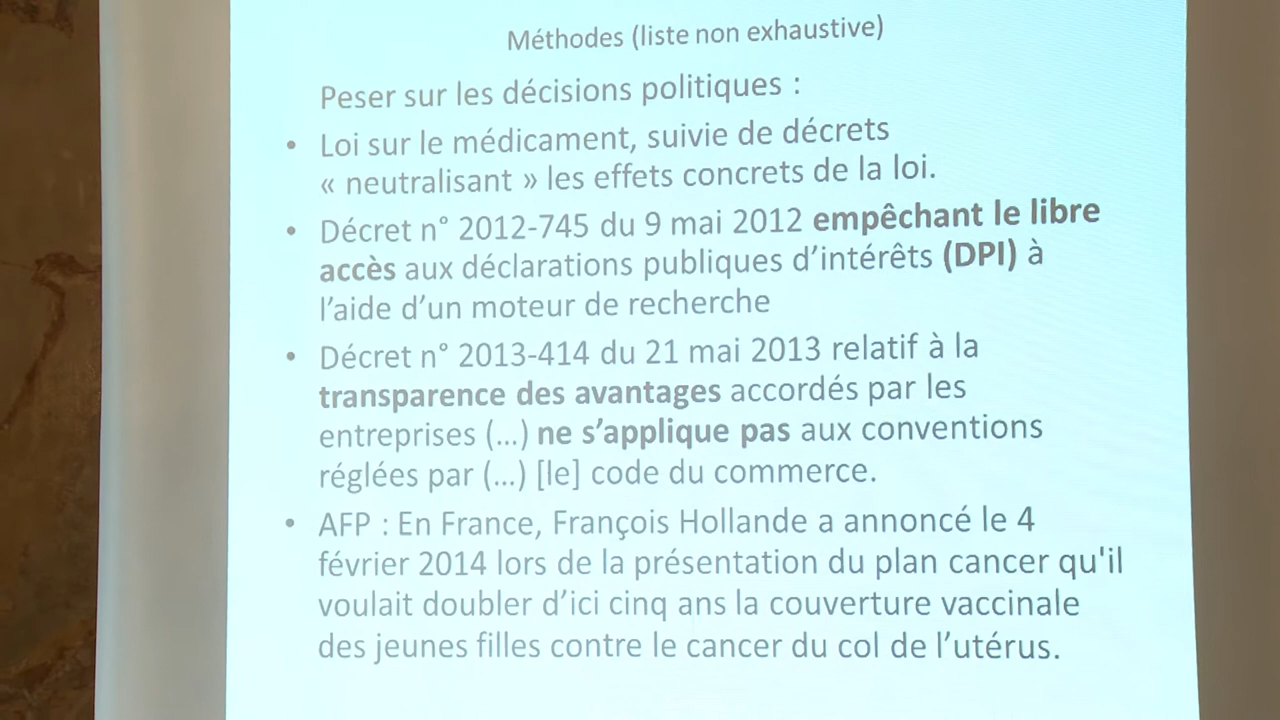 Méthodes (liste non exhaustive)
Peser sur les décisions politiques :
• Loi sur le médicament, suivie de décrets
« neutralisant » les effets concrets de la loi.
• Décret n° 2012-745 du 9 mai 2012 empêchant le libre
accès aux déclarations publiques d’intérêts (DPI) à
l’aide d’un moteur de recherche
• Décret n° 2013-414 du 21 mai 2013 relatif à la
transparence des avantages accordés par les
entreprises (...) ne s’applique pas aux conventions
réglées par (...) [le] code du commerce.
• AFP : En France, François Hollande a annoncé le 4
février 2014 lors de la présentation du plan cancer qu'il
voulait doubler d’ici cinq ans la couverture vaccinale
des jeunes filles contre le cancer du col de l’utérus.